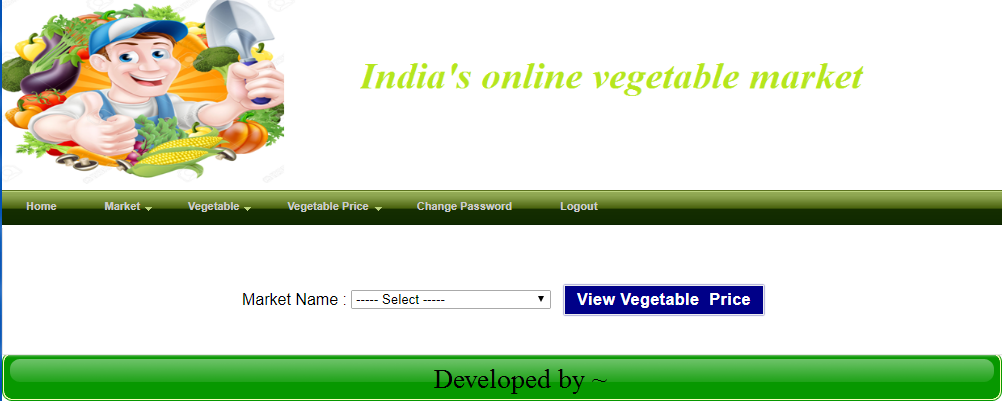 India's online vegetable market
Home Market Vegetable Vegetable Price Change Password Logout
Market Name : ----- Select ----- View Vegetable  Price
Developed by ~